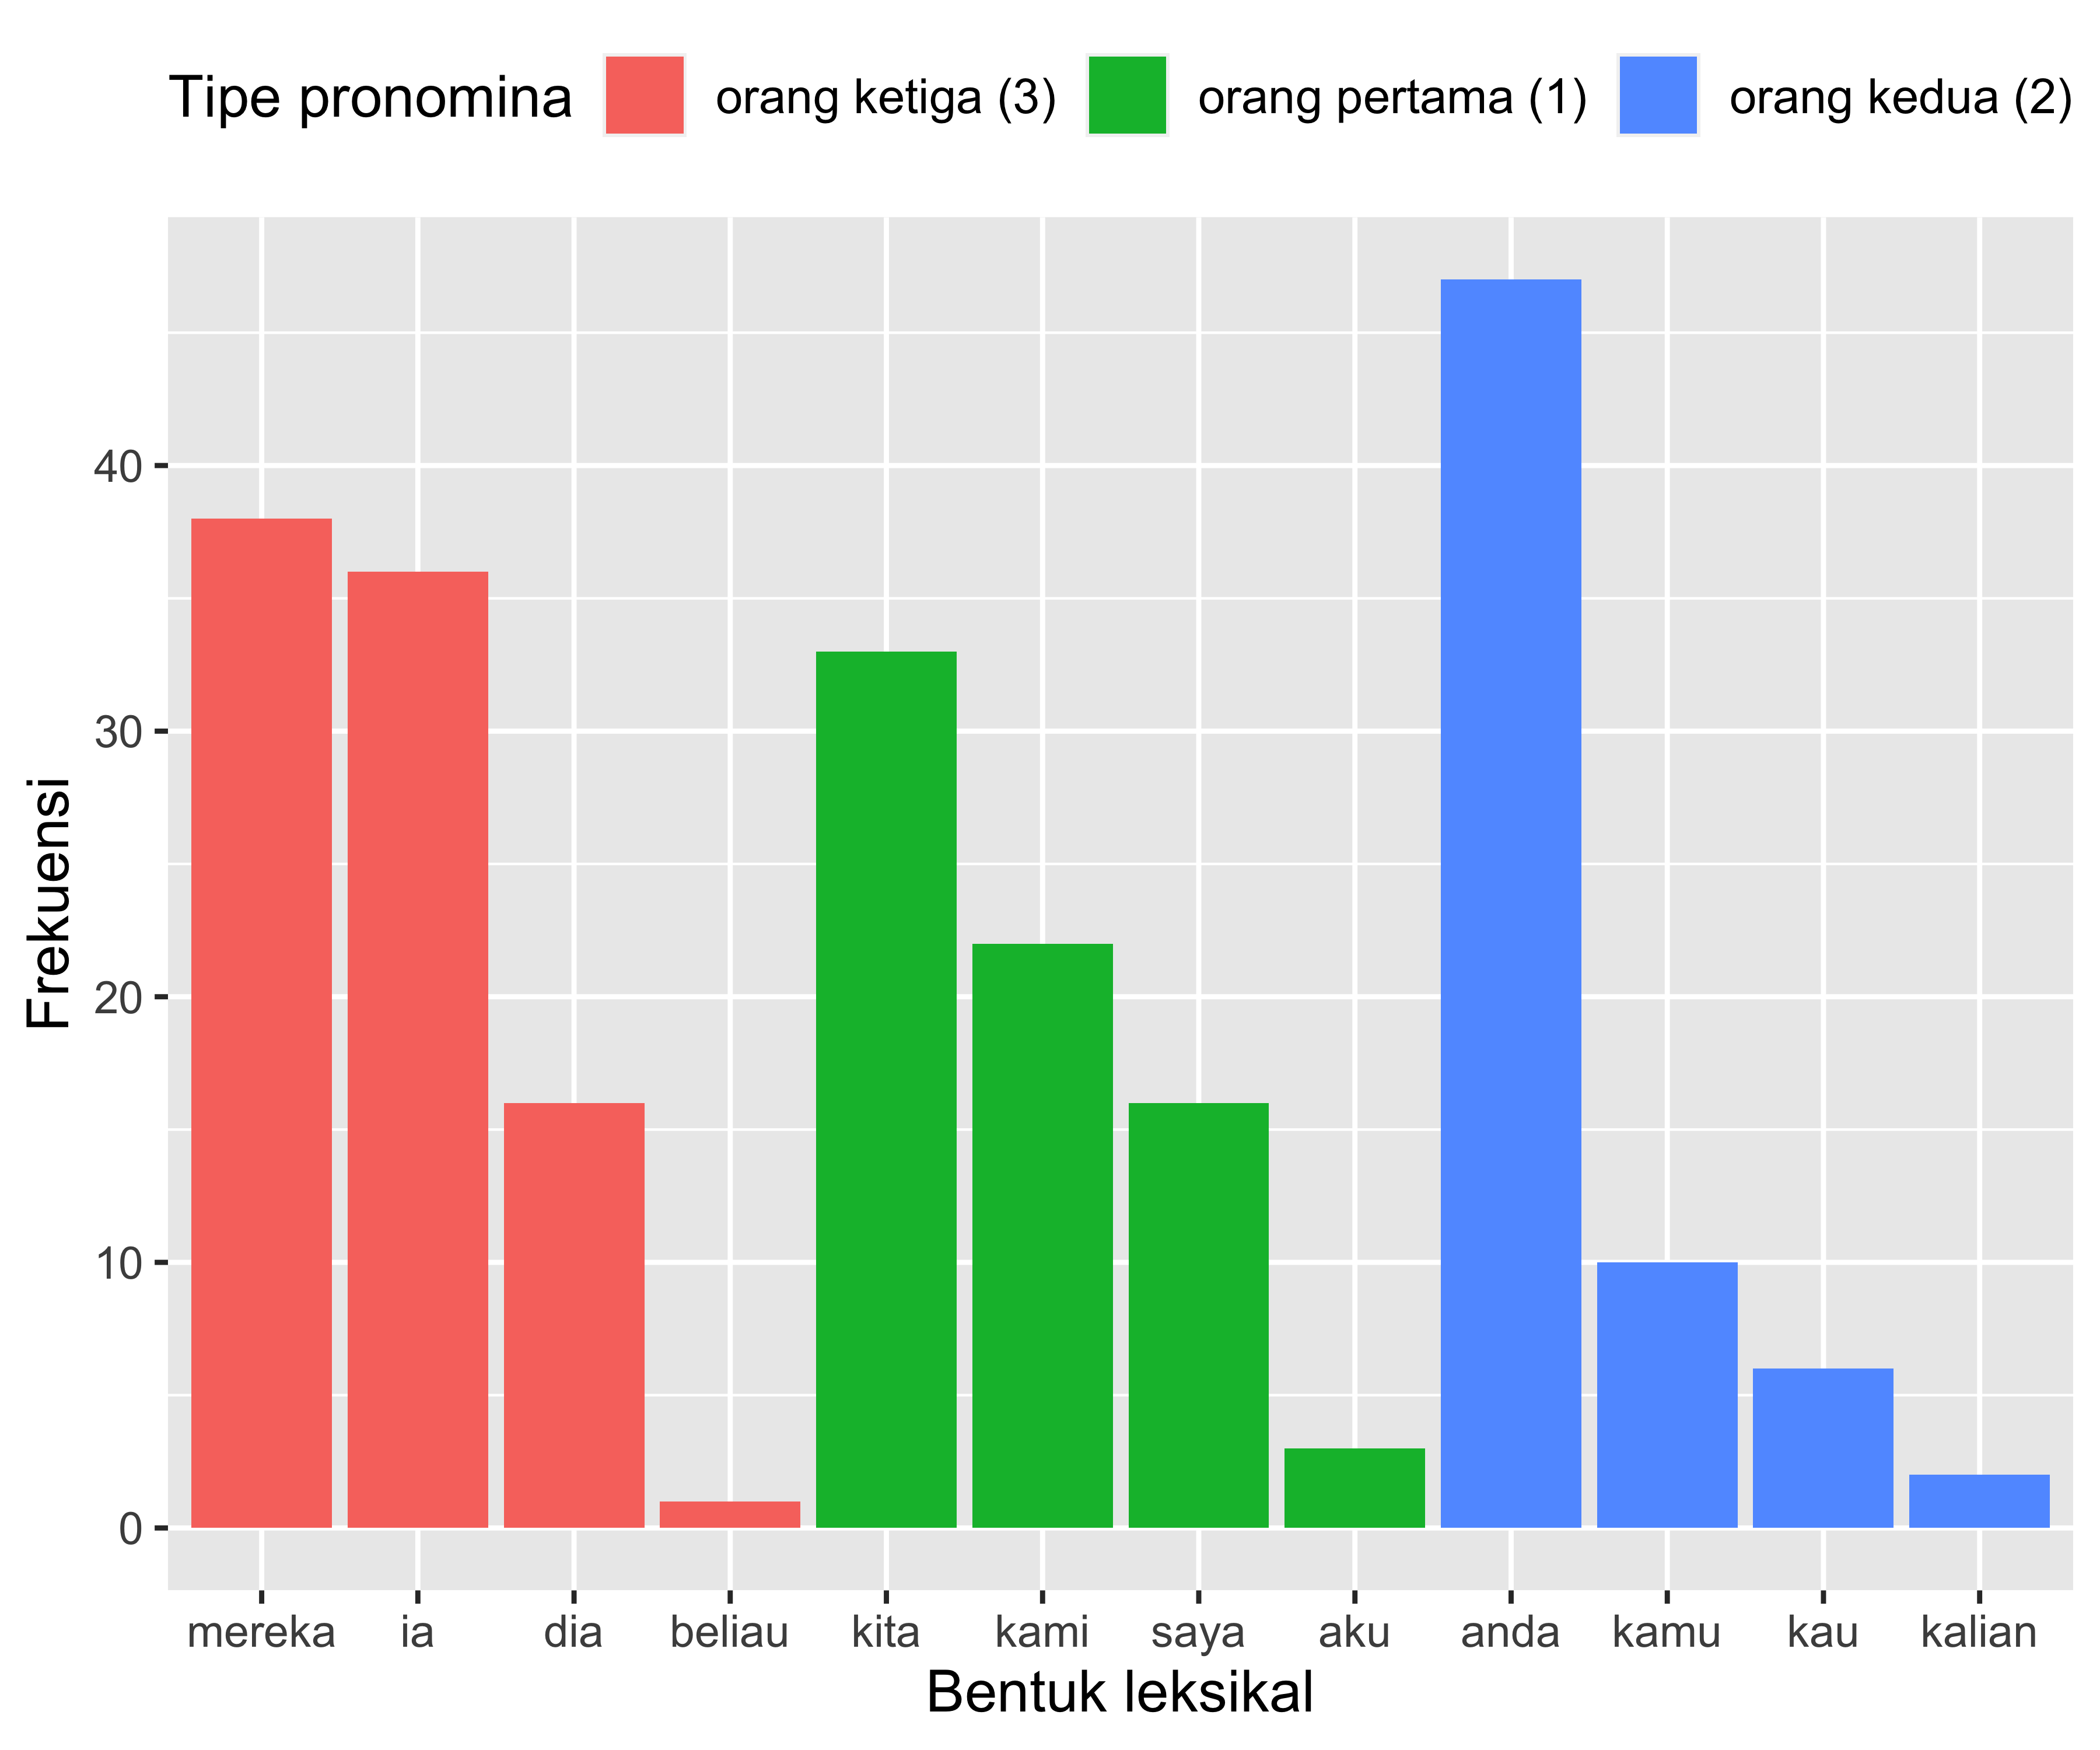 Tipe pronomina orang ketiga (3) orang pertama (1) orang kedua (2)
Frekuensi
40
30
20
10
0
mereka ia dia beliau kita kami saya aku anda kamu kau kalian
Bentuk leksikal